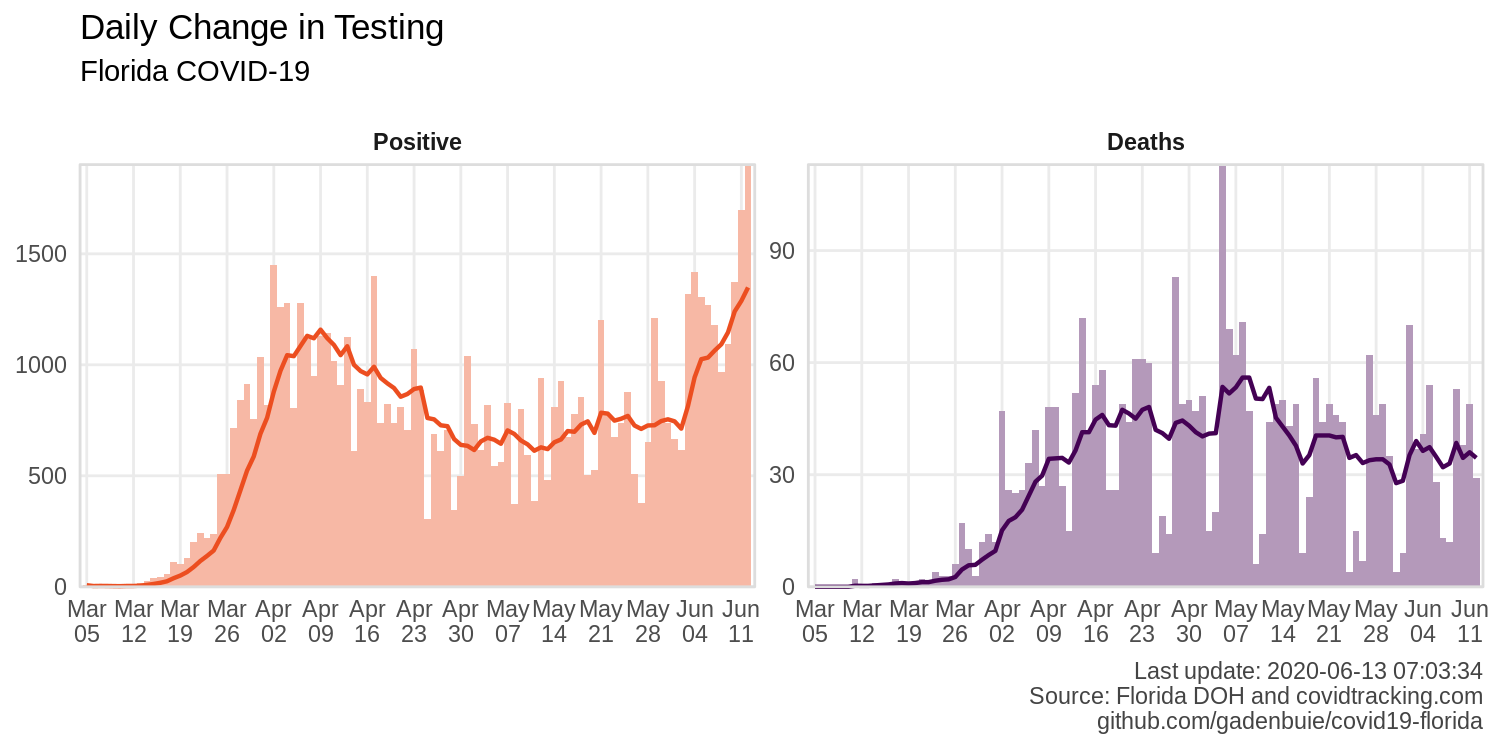 Daily Change in Testing
Florida COVID-19
Positive
Deaths
1500
1000
500
0
Mar Mar Mar Mar Apr Apr Apr Apr Apr May May May May Jun Jun
05 12 19 26 02 09 16 23 30 07 14 21 28 04 11
90
60
30
0
Mar Mar Mar Mar Apr Apr Apr Apr Apr May May May May Jun Jun
05 12 19 26 02 09 16 23 30 07 14 21 28 04 11
Last update: 2020-06-13 07:03:34
Source: Florida DOH and covidtracking.com
github.com/gadenbuie/covid19-florida